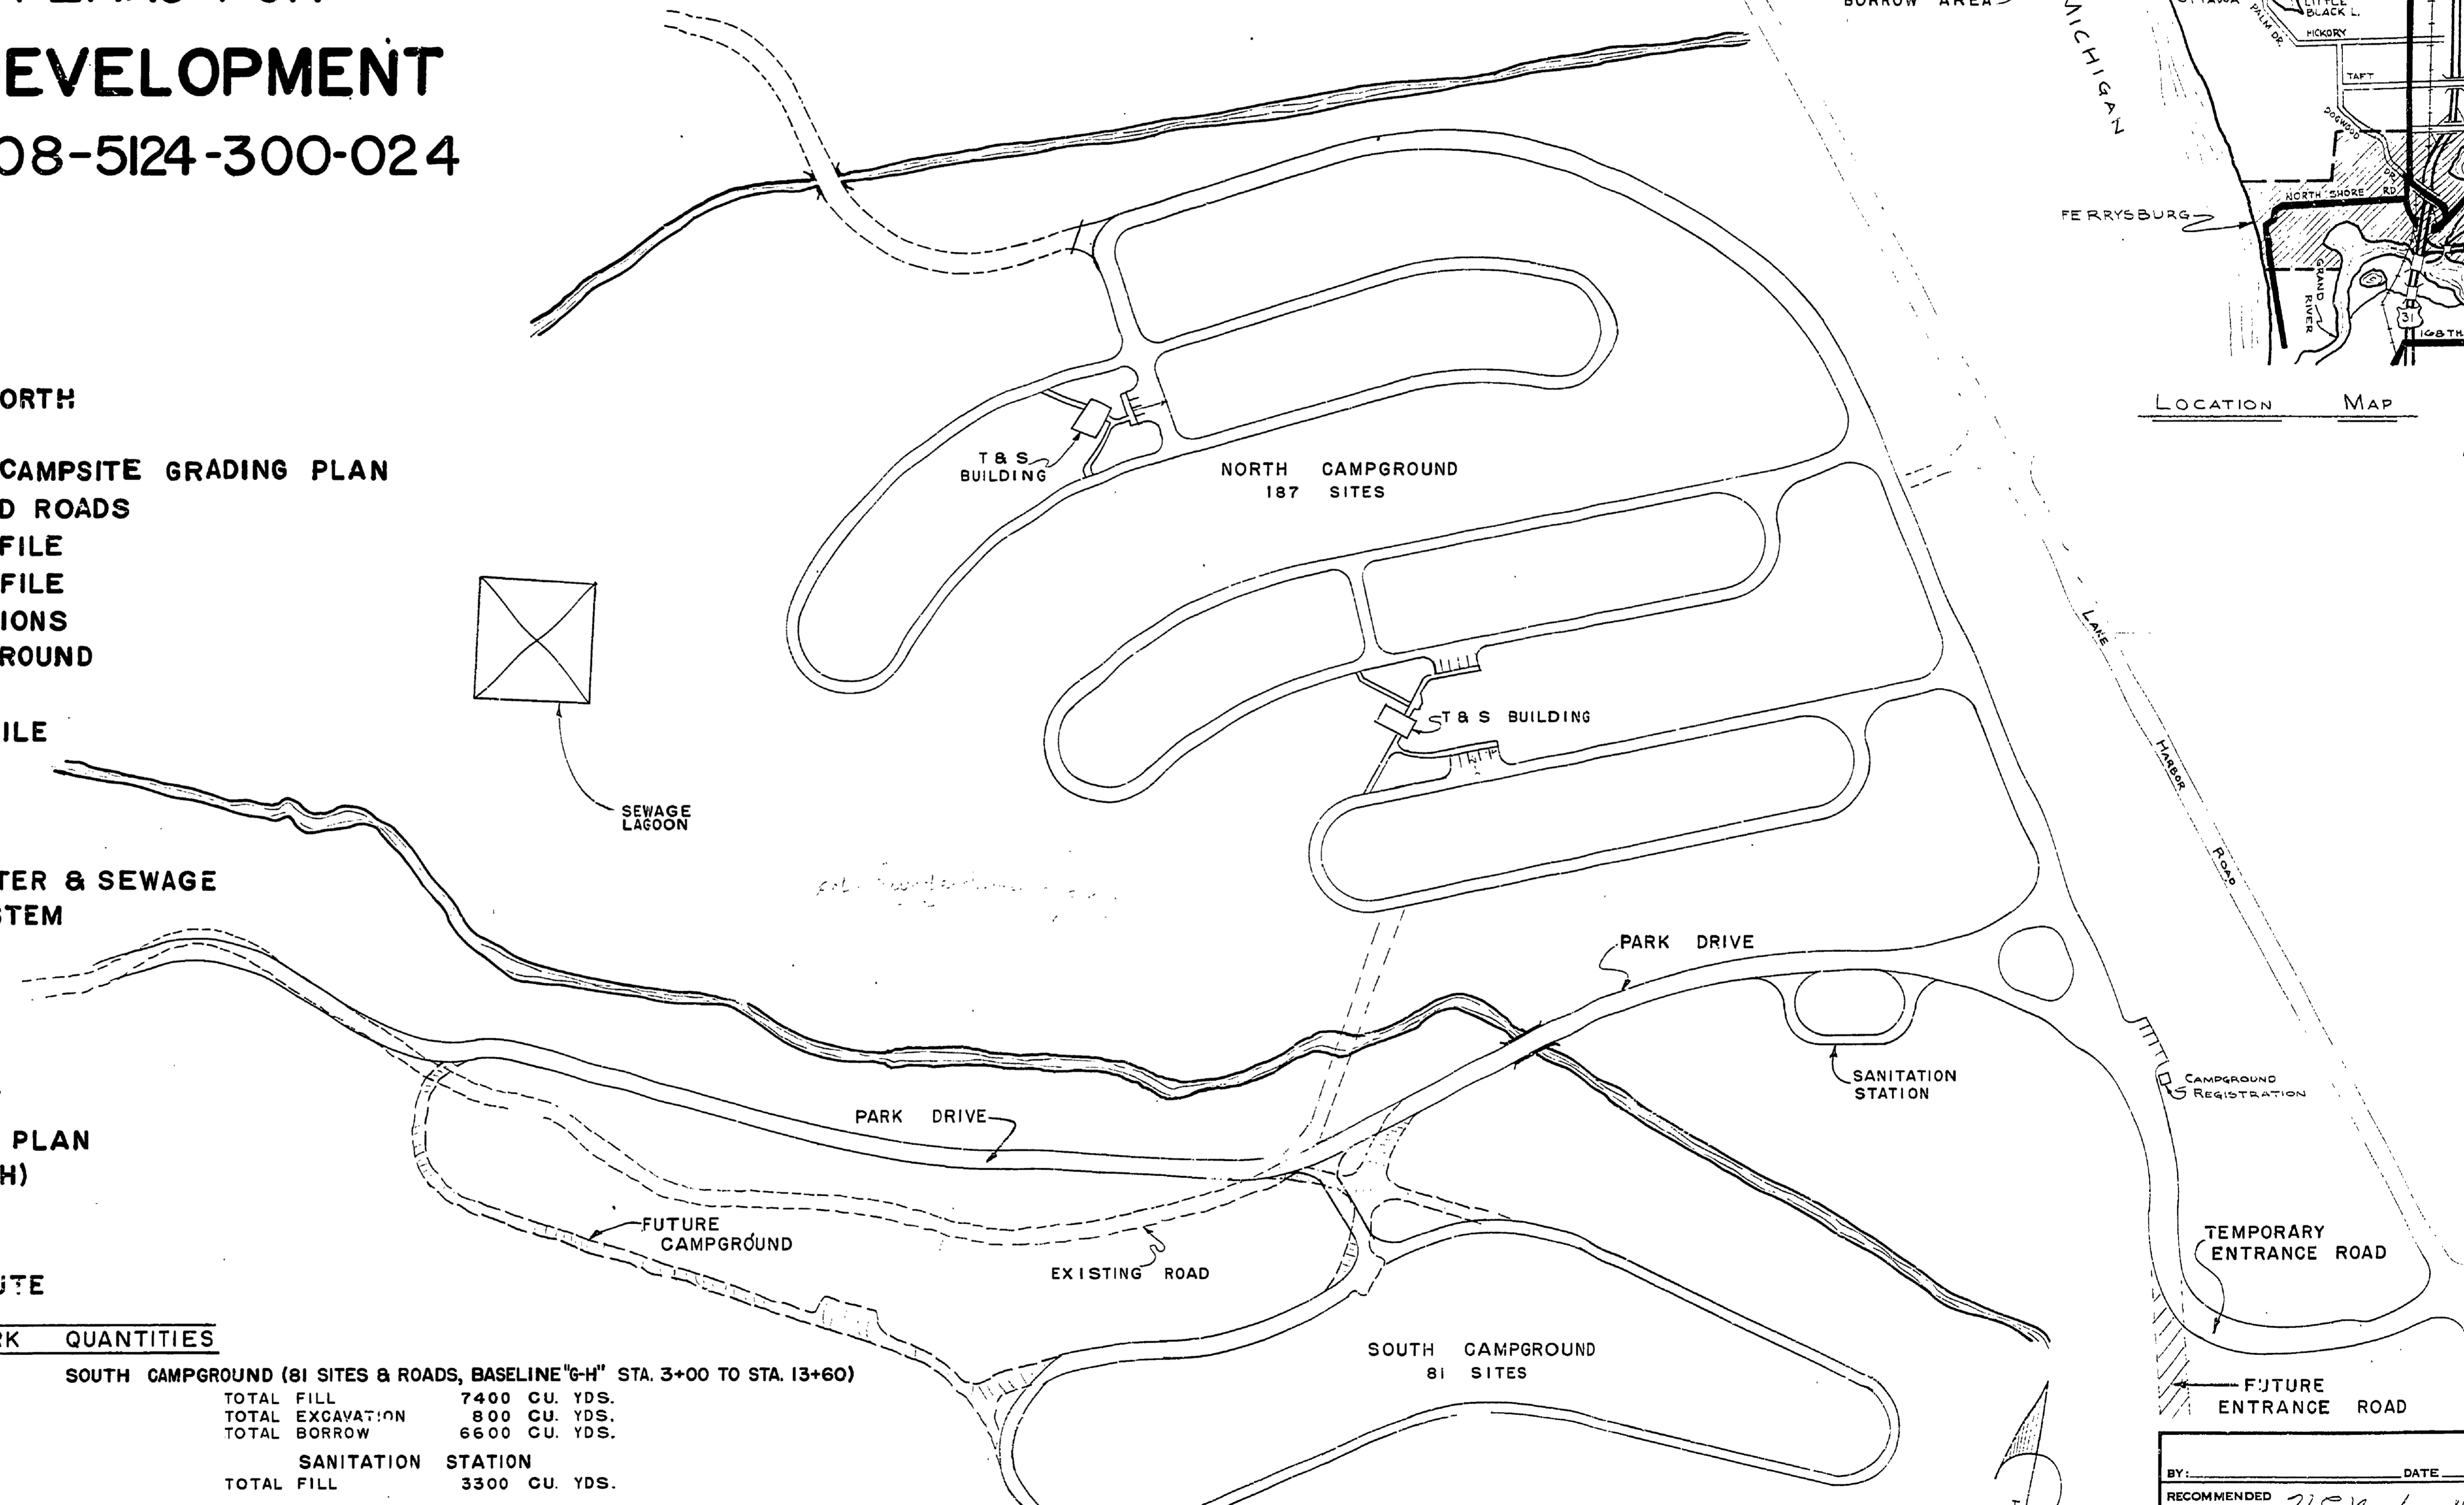 EVELOPMENT
08-5124-300-024
ORTH
CAMPSITE GRADING PLAN
D ROADS
FILE
FILE
IONS
ROUND
ILE
TER & SEWAGE
STEM
PLAN
H)
UTE
RK QUANTITIES
SOUTH CAMPGROUND (81 SITES & ROADS, BASELINE "G-H" STA. 3+00 TO STA. 13+60)
TOTAL FILL 7400 CU. YDS.
TOTAL EXCAVATION 800 CU. YDS.
TOTAL BORROW 6600 CU. YDS.
SANITATION STATION
TOTAL FILL 3300 CU. YDS.
T & S
BUILDING
NORTH CAMPGROUND
187 SITES
SEWAGE
LAGOON
T & S BUILDING
PARK DRIVE
SANITATION
STATION
CAMPGROUND
REGISTRATION
PARK DRIVE
FUTURE
CAMPGROUND
EXISTING ROAD
SOUTH CAMPGROUND
81 SITES
TEMPORARY
ENTRANCE ROAD
FUTURE
ENTRANCE ROAD
LAKE
HARBOR
ROAD
BORROW AREA
MICHIGAN
LITTLE
BLACK L.
PALM DR.
HICKORY
TAFT
DOGWOOD
DR.
NORTH SHORE RD
FERRYSBURG
GRAND
RIVER
31
168TH
LOCATION MAP
BY: DATE
RECOMMENDED